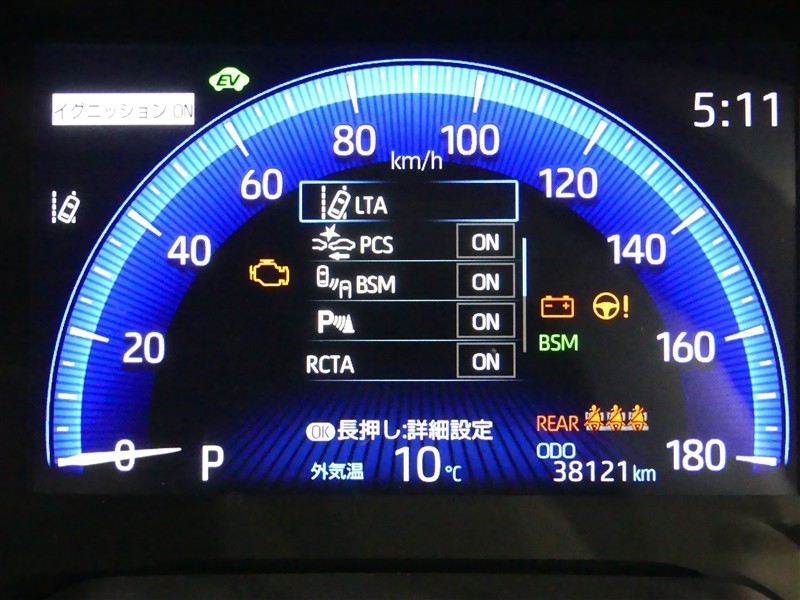 EV
イグニッション ON
5:11
80
100
km/h
60
120
LTA
40
140
PCS ON
BSM ON
P ON
BSM
20
160
RCTA ON
OK 長押し:詳細設定
REAR
0
P
外気温 10℃
ODO
38121 km
180